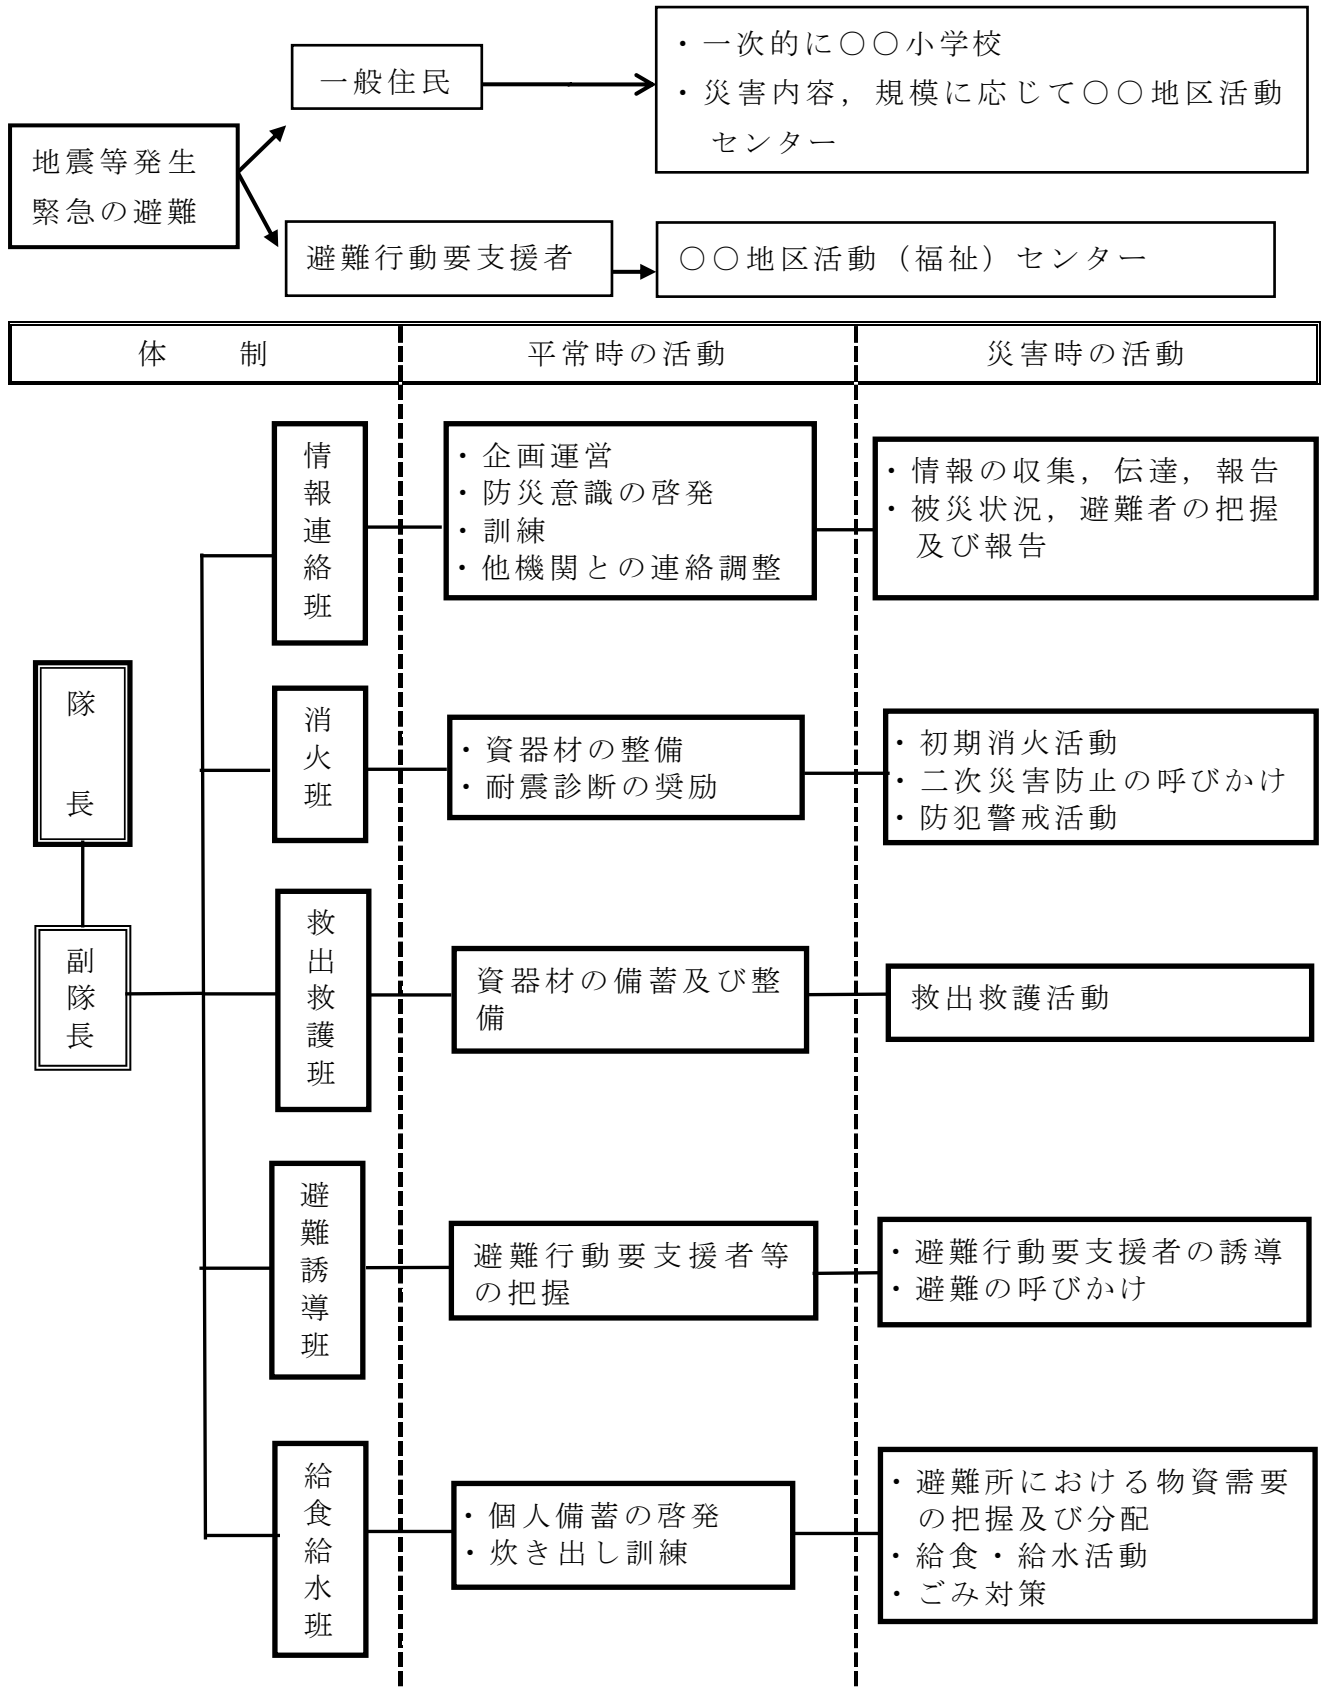 一般住民
・一次的に〇〇小学校
・災害内容，規模に応じて〇〇地区活動
センター
地震等発生
緊急の避難
避難行動要支援者
〇〇地区活動（福祉）センター
体　　制
平常時の活動
災害時の活動
隊長
副隊長
情報連絡班
・企画運営
・防災意識の啓発
・訓練
・他機関との連絡調整
・情報の収集，伝達，報告
・被災状況，避難者の把握
及び報告
消火班
・資器材の整備
・耐震診断の奨励
・初期消火活動
・二次災害防止の呼びかけ
・防犯警戒活動
救出救護班
資器材の備蓄及び整
備
救出救護活動
避難誘導班
避難行動要支援者等
の把握
・避難行動要支援者の誘導
・避難の呼びかけ
給食給水班
・個人備蓄の啓発
・炊き出し訓練
・避難所における物資需要
の把握及び分配
・給食・給水活動
・ごみ対策